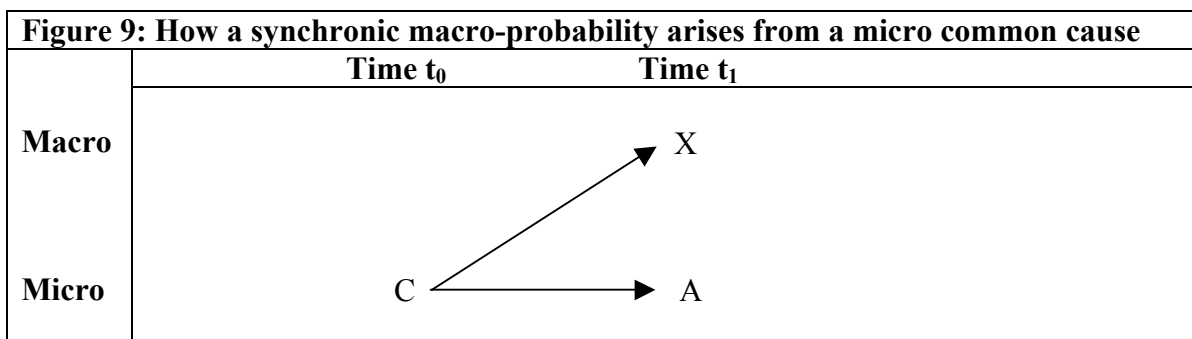 Figure 9: How a synchronic macro-probability arises from a micro common cause
Time t₀ Time t₁
Macro X
Micro C A